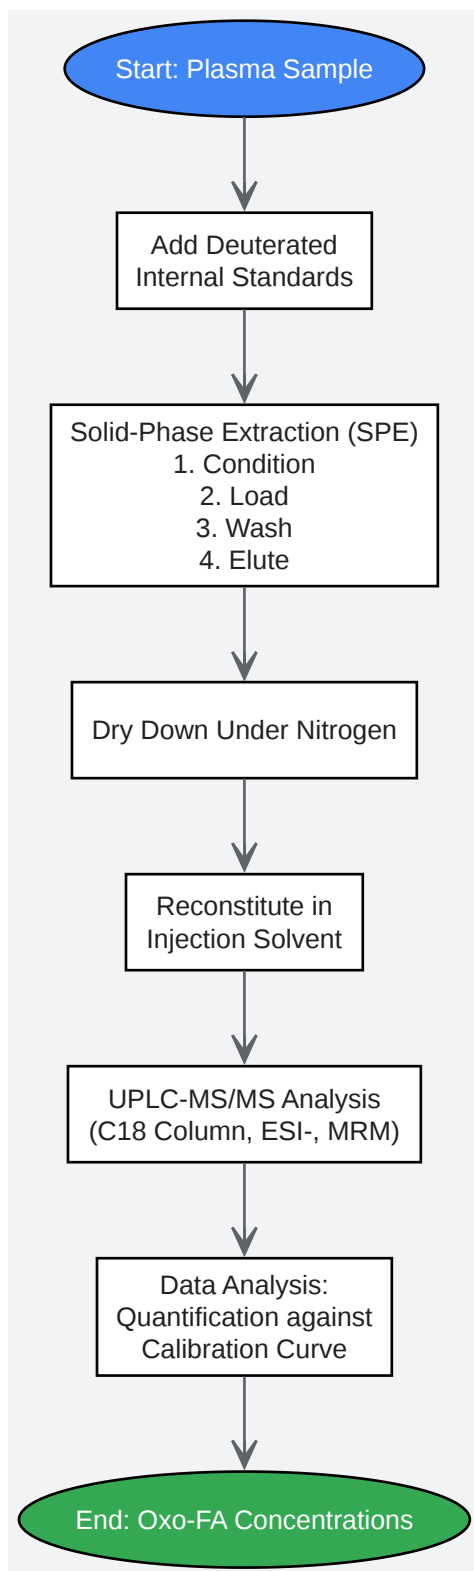 Start: Plasma Sample
Add Deuterated
Internal Standards
Solid-Phase Extraction (SPE)
1. Condition
2. Load
3. Wash
4. Elute
Dry Down Under Nitrogen
Reconstitute in
Injection Solvent
UPLC-MS/MS Analysis
(C18 Column, ESI-, MRM)
Data Analysis:
Quantification against
Calibration Curve
End: Oxo-FA Concentrations